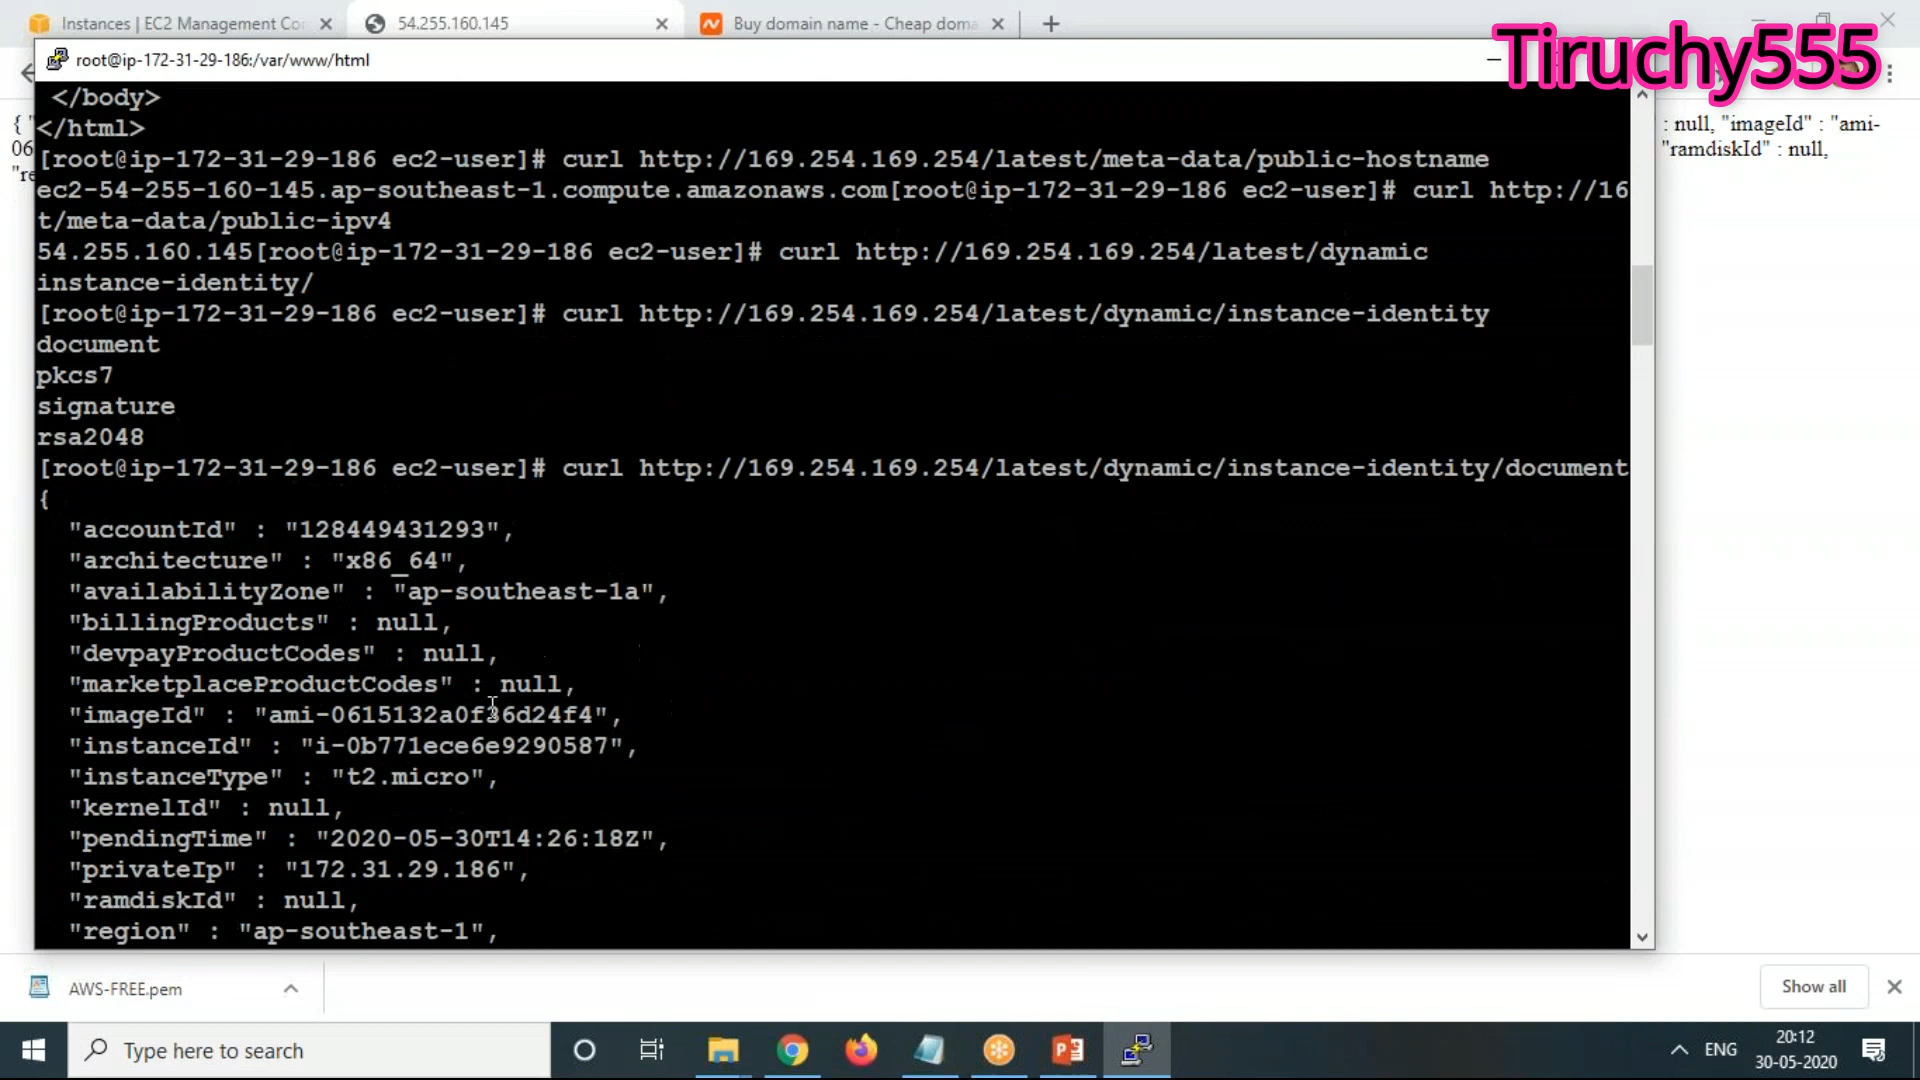 Instances | EC2 Management Con
54.255.160.145
Buy domain name - Cheap doma
Tiruchy555
root@ip-172-31-29-186:/var/www/html
</body>
</html>
[root@ip-172-31-29-186 ec2-user]# curl http://169.254.169.254/latest/meta-data/public-hostname
ec2-54-255-160-145.ap-southeast-1.compute.amazonaws.com[root@ip-172-31-29-186 ec2-user]# curl http://16
t/meta-data/public-ipv4
54.255.160.145[root@ip-172-31-29-186 ec2-user]# curl http://169.254.169.254/latest/dynamic
instance-identity/
[root@ip-172-31-29-186 ec2-user]# curl http://169.254.169.254/latest/dynamic/instance-identity
document
pkcs7
signature
rsa2048
[root@ip-172-31-29-186 ec2-user]# curl http://169.254.169.254/latest/dynamic/instance-identity/document
{
"accountId" : "128449431293",
"architecture" : "x86_64",
"availabilityZone" : "ap-southeast-1a",
"billingProducts" : null,
"devpayProductCodes" : null,
"marketplaceProductCodes" : null,
"imageId" : "ami-0615132a0f36d24f4",
"instanceId" : "i-0b771ece6e9290587",
"instanceType" : "t2.micro",
"kernelId" : null,
"pendingTime" : "2020-05-30T14:26:18Z",
"privateIp" : "172.31.29.186",
"ramdiskId" : null,
"region" : "ap-southeast-1",
{ "
: null, "imageId" : "ami-
06
"ramdiskId" : null,
"re
AWS-FREE.pem
Show all
Type here to search
ENG
20:12
30-05-2020